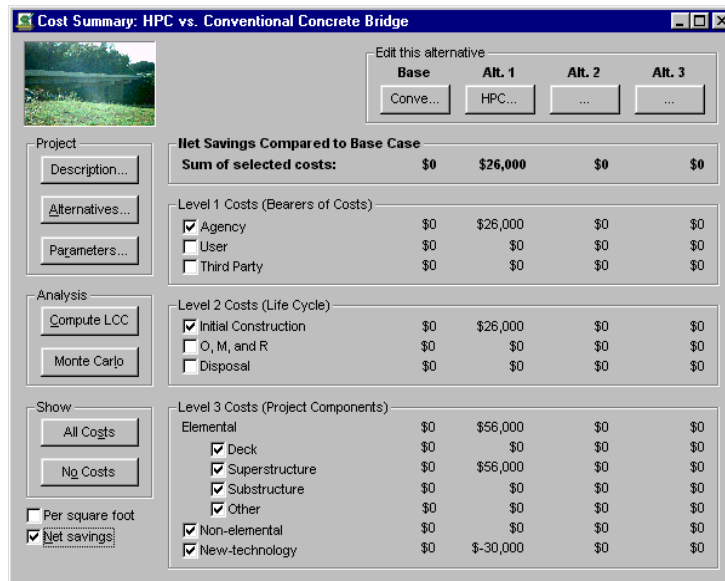 Cost Summary: HPC vs. Conventional Concrete Bridge
Edit this alternative
Base Alt. 1 Alt. 2 Alt. 3
Conve... HPC... ... ...
Project
Description...
Alternatives...
Parameters...
Analysis
Compute LCC
Monte Carlo
Show
All Costs
No Costs
Per square foot
Net savings
Net Savings Compared to Base Case
Sum of selected costs: $0 $26,000 $0 $0
Level 1 Costs (Bearers of Costs)
Agency $0 $26,000 $0 $0
User $0 $0 $0 $0
Third Party $0 $0 $0 $0
Level 2 Costs (Life Cycle)
Initial Construction $0 $26,000 $0 $0
O, M, and R $0 $0 $0 $0
Disposal $0 $0 $0 $0
Level 3 Costs (Project Components)
Elemental $0 $56,000 $0 $0
Deck $0 $0 $0 $0
Superstructure $0 $56,000 $0 $0
Substructure $0 $0 $0 $0
Other $0 $0 $0 $0
Non-elemental $0 $0 $0 $0
New-technology $0 $-30,000 $0 $0